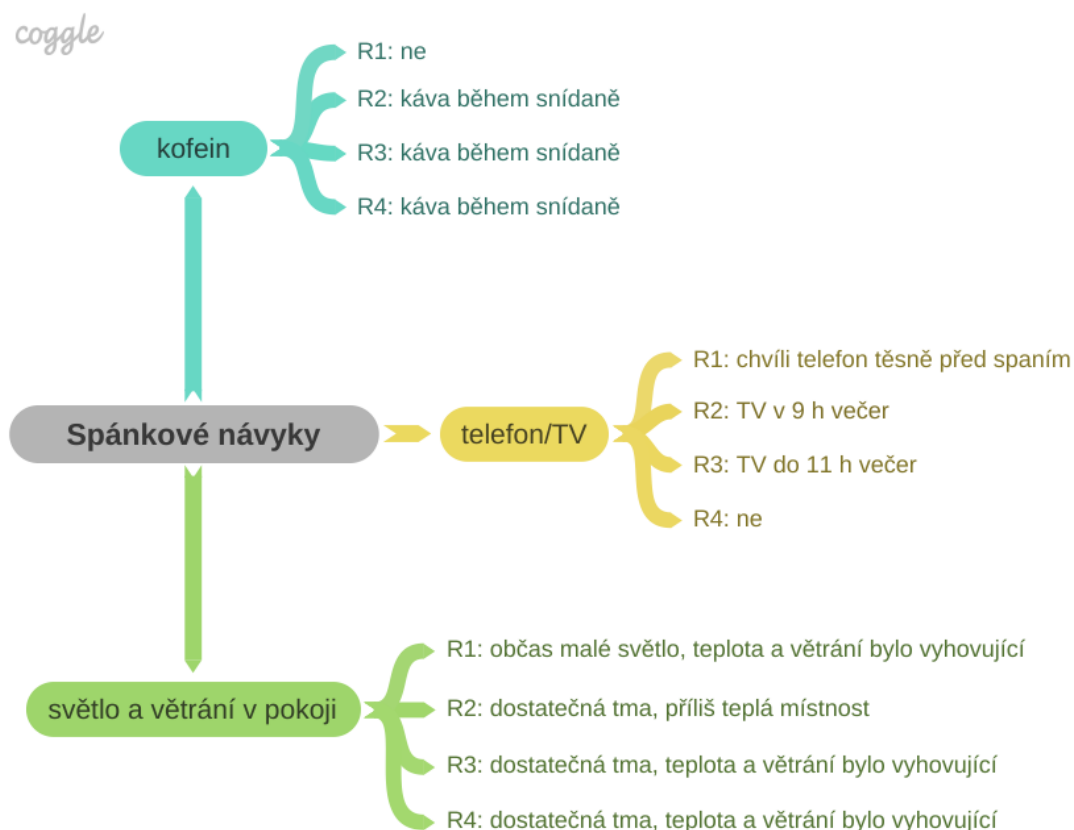 coggle
R1: ne
R2: káva během snídaně
kofein
R3: káva během snídaně
R4: káva během snídaně
R1: chvíli telefon těsně před spaním
R2: TV v 9 h večer
Spánkové návyky
telefon/TV
R3: TV do 11 h večer
R4: ne
R1: občas malé světlo, teplota a větrání bylo vyhovující
světlo a větrání v pokoji
R2: dostatečná tma, příliš teplá místnost
R3: dostatečná tma, teplota a větrání bylo vyhovující
R4: dostatečná tma, teplota a větrání bylo vyhovující